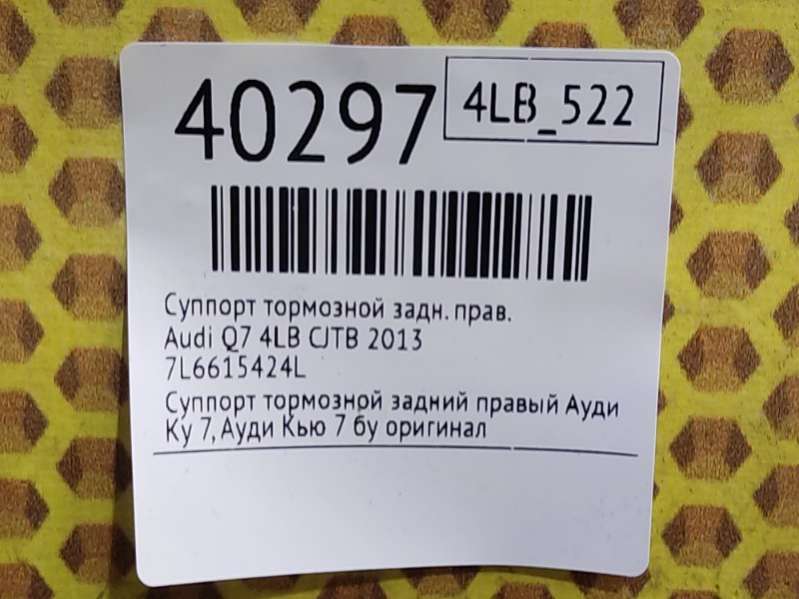 40297
4LB_522
Суппорт тормозной задн. прав.
Audi Q7 4LB CJTB 2013
7L6615424L
Суппорт тормозной задний правый Ауди
Ку 7, Ауди Кью 7 бу оригинал